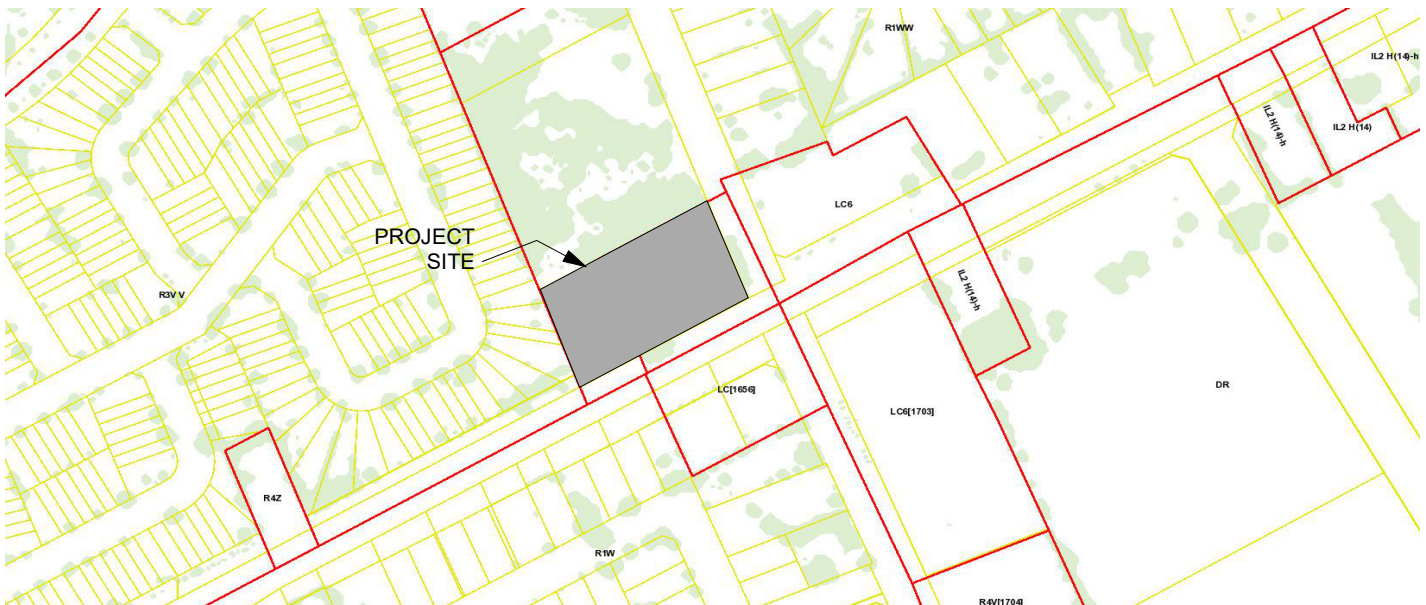 R1WW
IL2 H(14)-h
IL2 H(14)-h
IL2 H(14)
LC6
PROJECT
SITE
R3V V
IL2 H(14)-h
DR
LC[1656]
LC6[1703]
R4Z
R1W
R4V[1704]